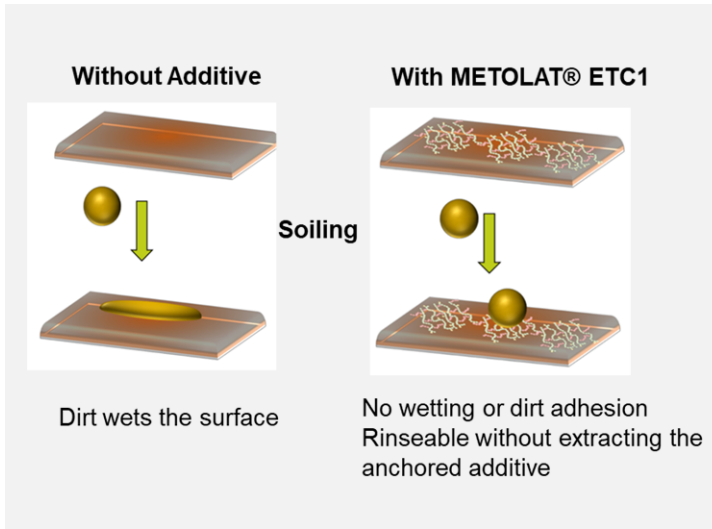 Without Additive
With METOLAT® ETC1
Soiling
Dirt wets the surface
No wetting or dirt adhesion
Rinseable without extracting the
anchored additive